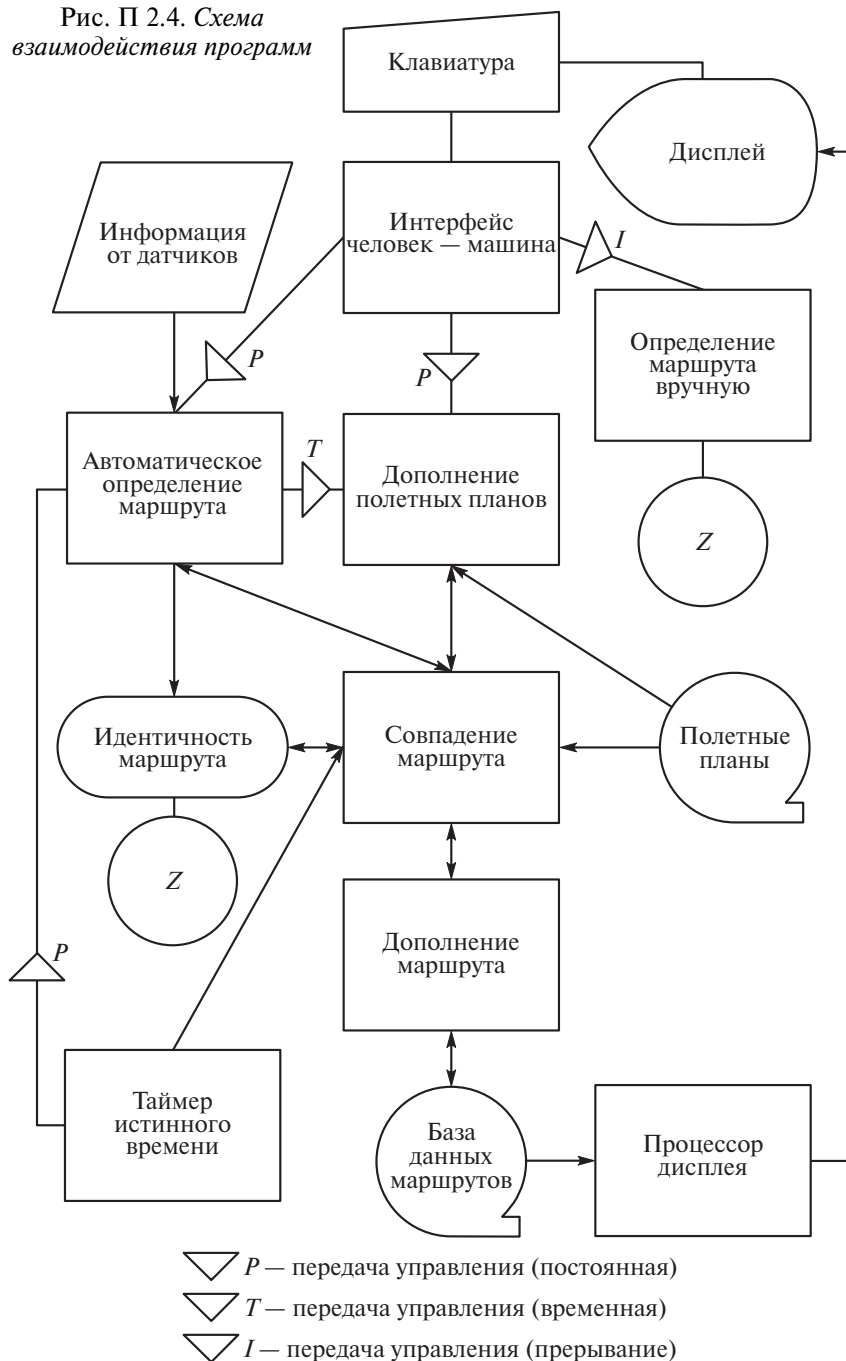 Рис. П 2.4. Схема
взаимодействия программ
Клавиатура
Дисплей
Информация
от датчиков
Интерфейс
человек — машина
I
P
P
Определение
маршрута
вручную
Автоматическое
определение
маршрута
T
Дополнение
полетных планов
Z
Идентичность
маршрута
Совпадение
маршрута
Полетные
планы
Z
Дополнение
маршрута
P
Таймер
истинного
времени
База
данных
маршрутов
Процессор
дисплея
P — передача управления (постоянная)
T — передача управления (временная)
I — передача управления (прерывание)